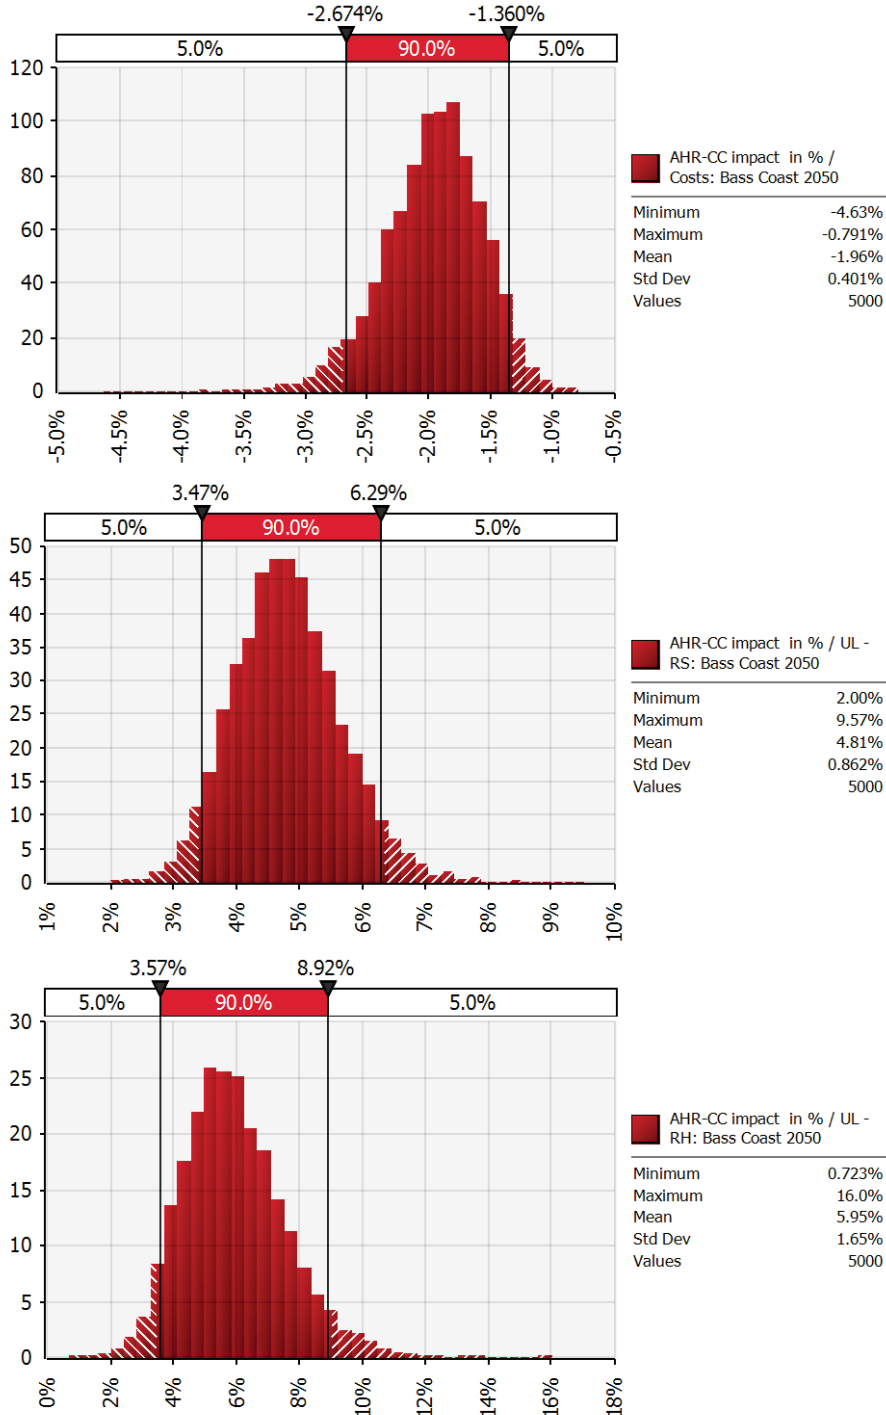 -2.674% -1.360%
5.0% 90.0% 5.0%
120
100
80
60
40
20
0
-5.0% -4.5% -4.0% -3.5% -3.0% -2.5% -2.0% -1.5% -1.0% -0.5%
AHR-CC impact in % /
Costs: Bass Coast 2050
Minimum -4.63%
Maximum -0.791%
Mean -1.96%
Std Dev 0.401%
Values 5000
3.47% 6.29%
5.0% 90.0% 5.0%
50
45
40
35
30
25
20
15
10
5
0
1% 2% 3% 4% 5% 6% 7% 8% 9% 10%
AHR-CC impact in % / UL -
RS: Bass Coast 2050
Minimum 2.00%
Maximum 9.57%
Mean 4.81%
Std Dev 0.862%
Values 5000
3.57% 8.92%
5.0% 90.0% 5.0%
30
25
20
15
10
5
0
0% 2% 4% 6% 8% 10% 12% 14% 16% 18%
AHR-CC impact in % / UL -
RH: Bass Coast 2050
Minimum 0.723%
Maximum 16.0%
Mean 5.95%
Std Dev 1.65%
Values 5000